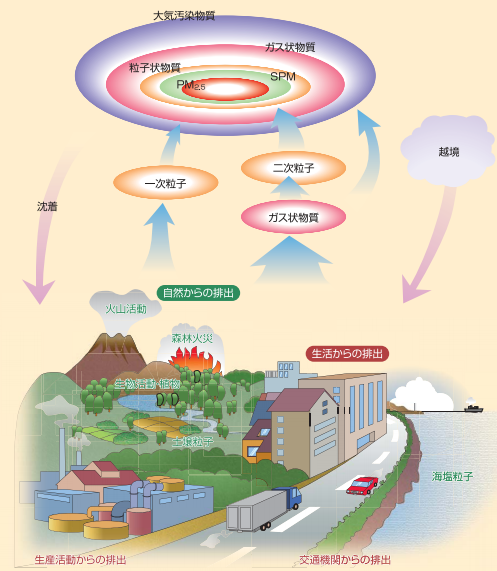 大気汚染物質
ガス状物質
粒子状物質
SPM
PM2.5
一次粒子
二次粒子
ガス状物質
越境
沈着
自然からの排出
火山活動
森林火災
生活からの排出
生物活動・植物
土壌粒子
海塩粒子
生産活動からの排出
交通機関からの排出